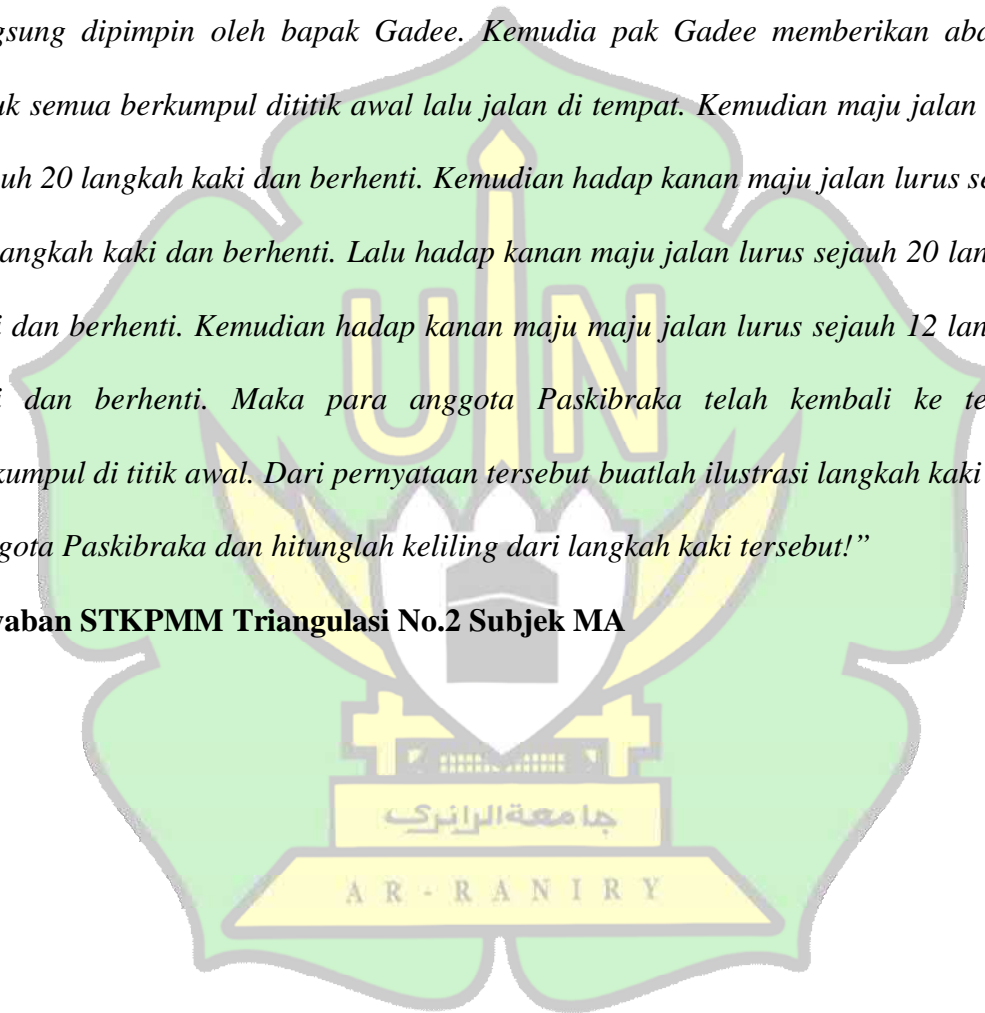 gsung dipimpin oleh bapak Gadee. Kemudia pak Gadee memberikan aba
uk semua berkumpul dititik awal lalu jalan di tempat. Kemudian maju jalan
uh 20 langkah kaki dan berhenti. Kemudian hadap kanan maju jalan lurus se
angkah kaki dan berhenti. Lalu hadap kanan maju jalan lurus sejauh 20 lan
i dan berhenti. Kemudian hadap kanan maju maju jalan lurus sejauh 12 lan
i dan berhenti. Maka para anggota Paskibraka telah kembali ke te
kumpul di titik awal. Dari pernyataan tersebut buatlah ilustrasi langkah kaki
gota Paskibraka dan hitunglah keliling dari langkah kaki tersebut!”
vaban STKPMM Triangulasi No.2 Subjek MA
UIN
جامعة الرانري
AR-RANIRY